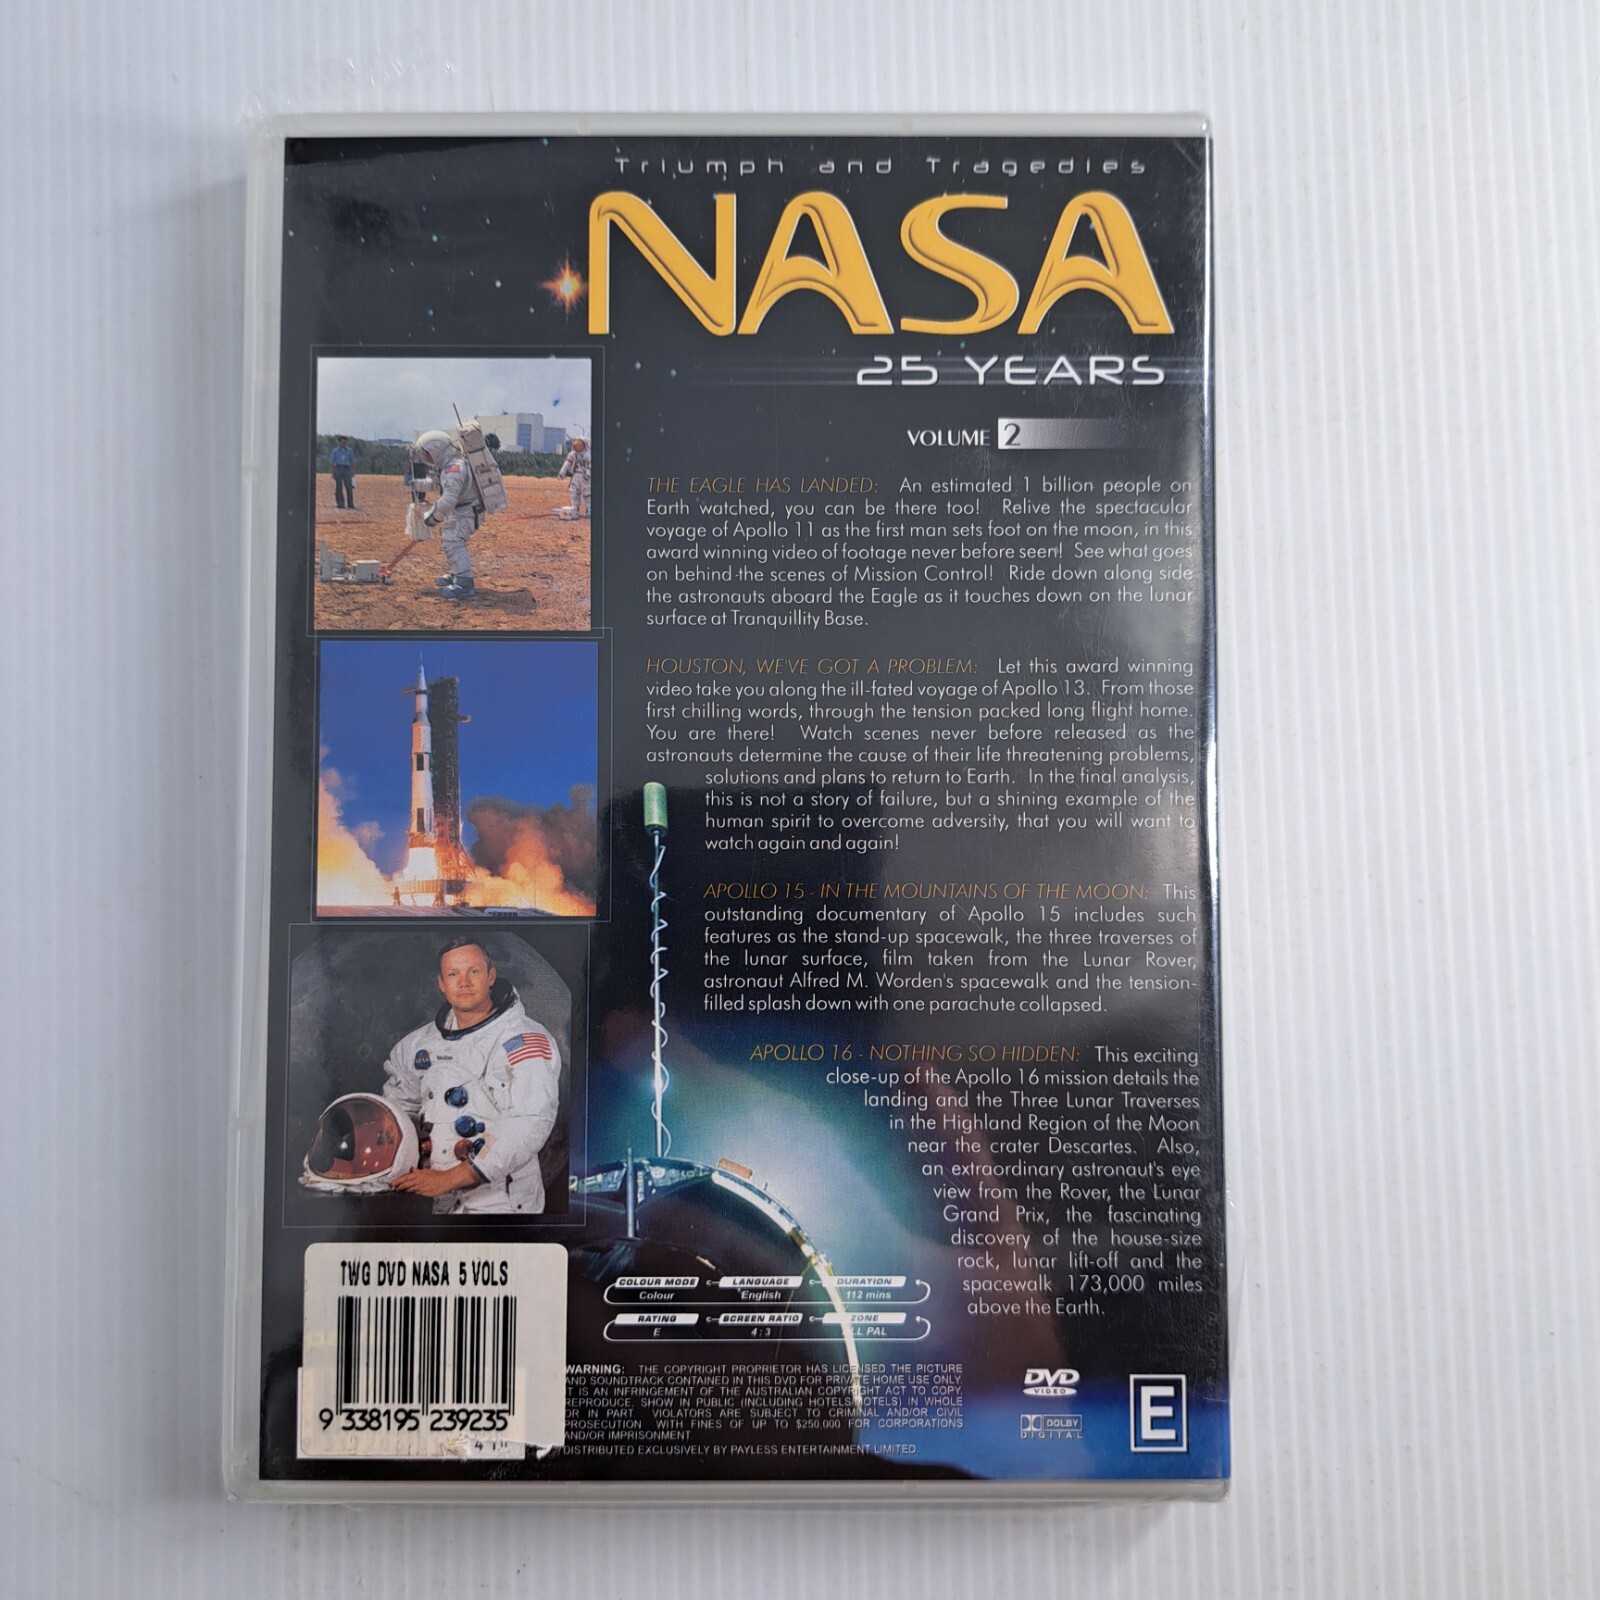 Triumph and Tragedies
NASA
25 YEARS
VOLUME 2
THE EAGLE HAS LANDED: An estimated 1 billion people on
Earth watched, you can be there too! Relive the spectacular
voyage of Apollo 11 as the first man sets foot on the moon, in this
award winning video of footage never before seen! See what goes
on behind the scenes of Mission Control! Ride down along side
the astronauts aboard the Eagle as it touches down on the lunar
surface at Tranquillity Base.
HOUSTON, WE'VE GOT A PROBLEM: Let this award winning
video take you along the ill-fated voyage of Apollo 13. From those
first chilling words, through the tension packed long flight home.
You are there! Watch scenes never before released as the
astronauts determine the cause of their life threatening problems,
solutions and plans to return to Earth. In the final analysis,
this is not a story of failure, but a shining example of the
human spirit to overcome adversity, that you will want to
watch again and again!
APOLLO 15 - IN THE MOUNTAINS OF THE MOON: This
outstanding documentary of Apollo 15 includes such
features as the stand-up spacewalk, the three traverses of
the lunar surface, film taken from the Lunar Rover,
astronaut Alfred M. Worden's spacewalk and the tension-
filled splash down with one parachute collapsed.
APOLLO 16 - NOTHING SO HIDDEN: This exciting
close-up of the Apollo 16 mission details the
landing and the Three Lunar Traverses
in the Highland Region of the Moon
near the crater Descartes. Also,
an extraordinary astronaut's eye
view from the Rover, the Lunar
Grand Prix, the fascinating
discovery of the house-size
rock, lunar lift-off and the
spacewalk 173,000 miles
above the Earth.
TWG DVD NASA 5 VOLS
9 338195 239235
COLOUR MODE LANGUAGE DURATION
Colour English 112 mins
RATING SCREEN RATIO ZONE
E 4:3 ALL PAL
WARNING: THE COPYRIGHT PROPRIETOR HAS LICENSED THE PICTURE
AND SOUNDTRACK CONTAINED IN THIS DVD FOR PRIVATE HOME USE ONLY.
IT IS AN INFRINGEMENT OF THE AUSTRALIAN COPYRIGHT ACT TO COPY,
REPRODUCE, SHOW IN PUBLIC (INCLUDING HOTELS/MOTELS) IN WHOLE
OR IN PART. VIOLATORS ARE SUBJECT TO CRIMINAL AND/OR CIVIL
PROSECUTION WITH FINES OF UP TO $250,000 FOR CORPORATIONS
AND/OR IMPRISONMENT.
DISTRIBUTED EXCLUSIVELY BY PAYLESS ENTERTAINMENT LIMITED.
DVD
VIDEO
DOLBY
DIGITAL
E